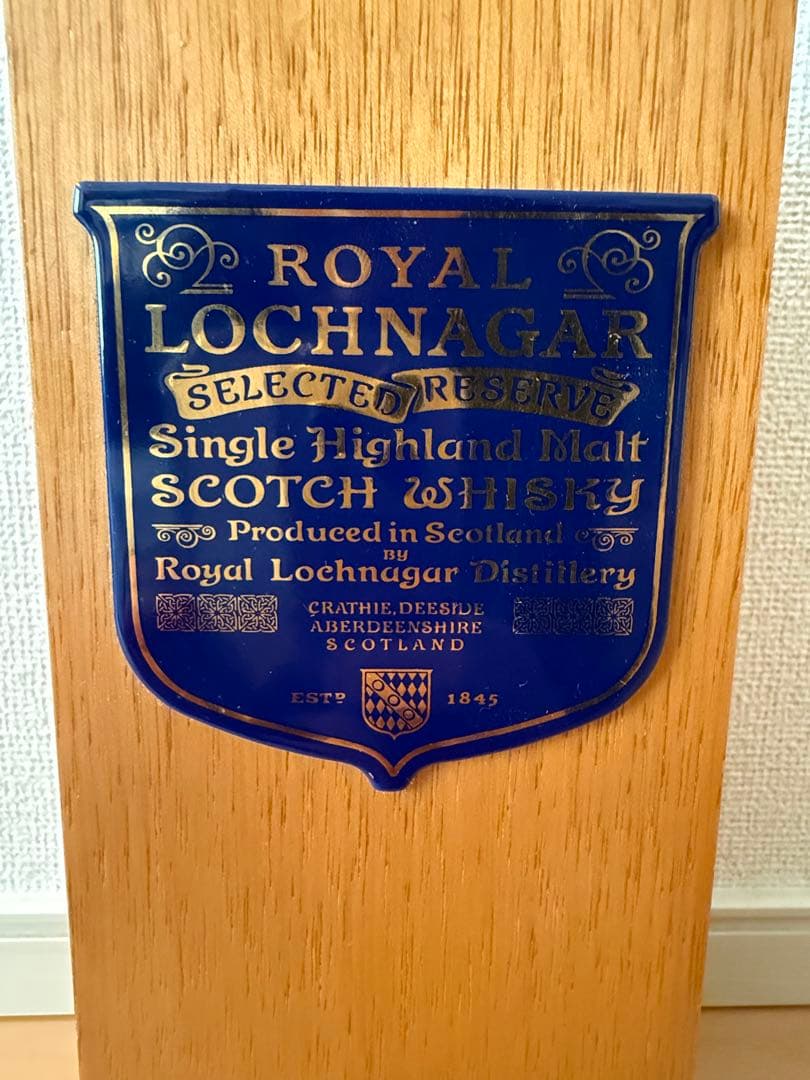 ROYAL
LOCHNAGAR
SELECTED RESERVE
Single Highland Malt
SCOTCH WHISKY
Produced in Scotland
BY
Royal Lochnagar Distillery
CRATHIE, DEESIDE
ABERDEENSHIRE
SCOTLAND
ESTD 1845